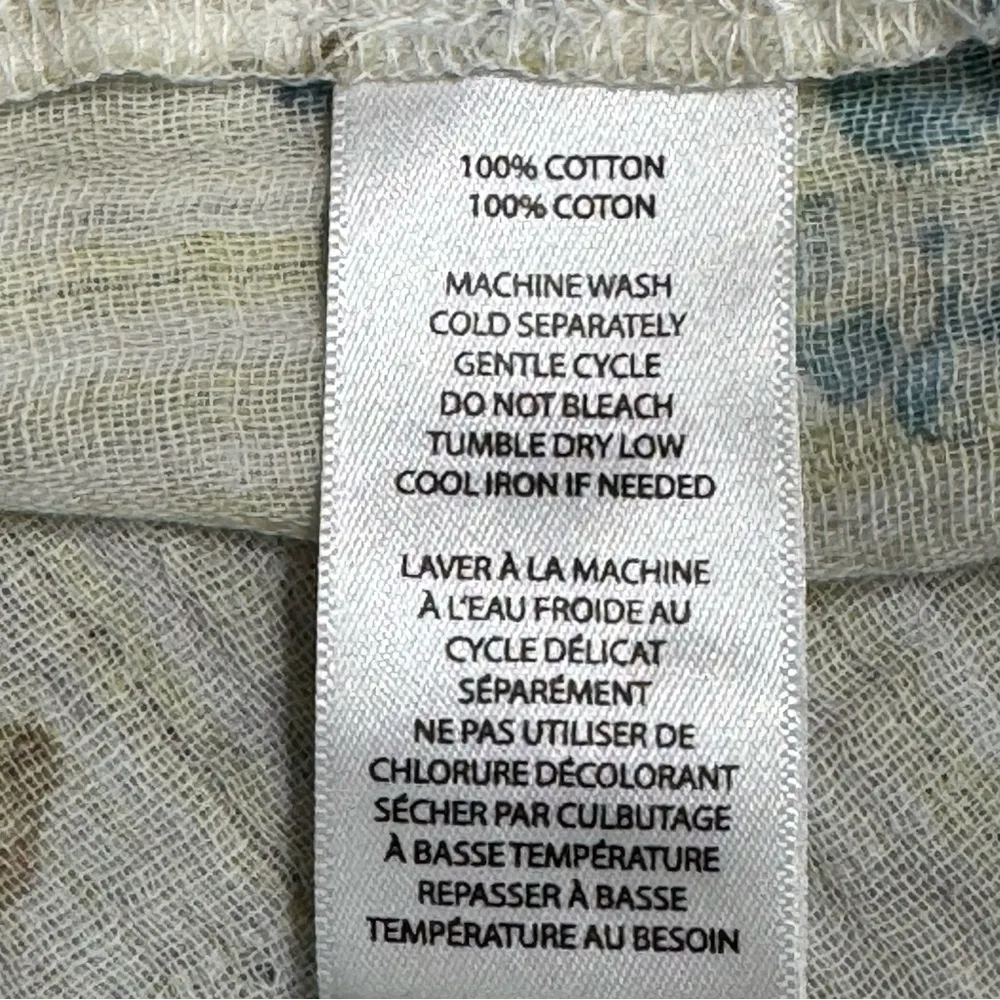 100% COTTON
100% COTON
MACHINE WASH
COLD SEPARATELY
GENTLE CYCLE
DO NOT BLEACH
TUMBLE DRY LOW
COOL IRON IF NEEDED
LAVER À LA MACHINE
À L'EAU FROIDE AU
CYCLE DÉLICAT
SÉPARÉMENT
NE PAS UTILISER DE
CHLORURE DÉCOLORANT
SÉCHER PAR CULBUTAGE
À BASSE TEMPÉRATURE
REPASSER À BASSE
TEMPÉRATURE AU BESOIN